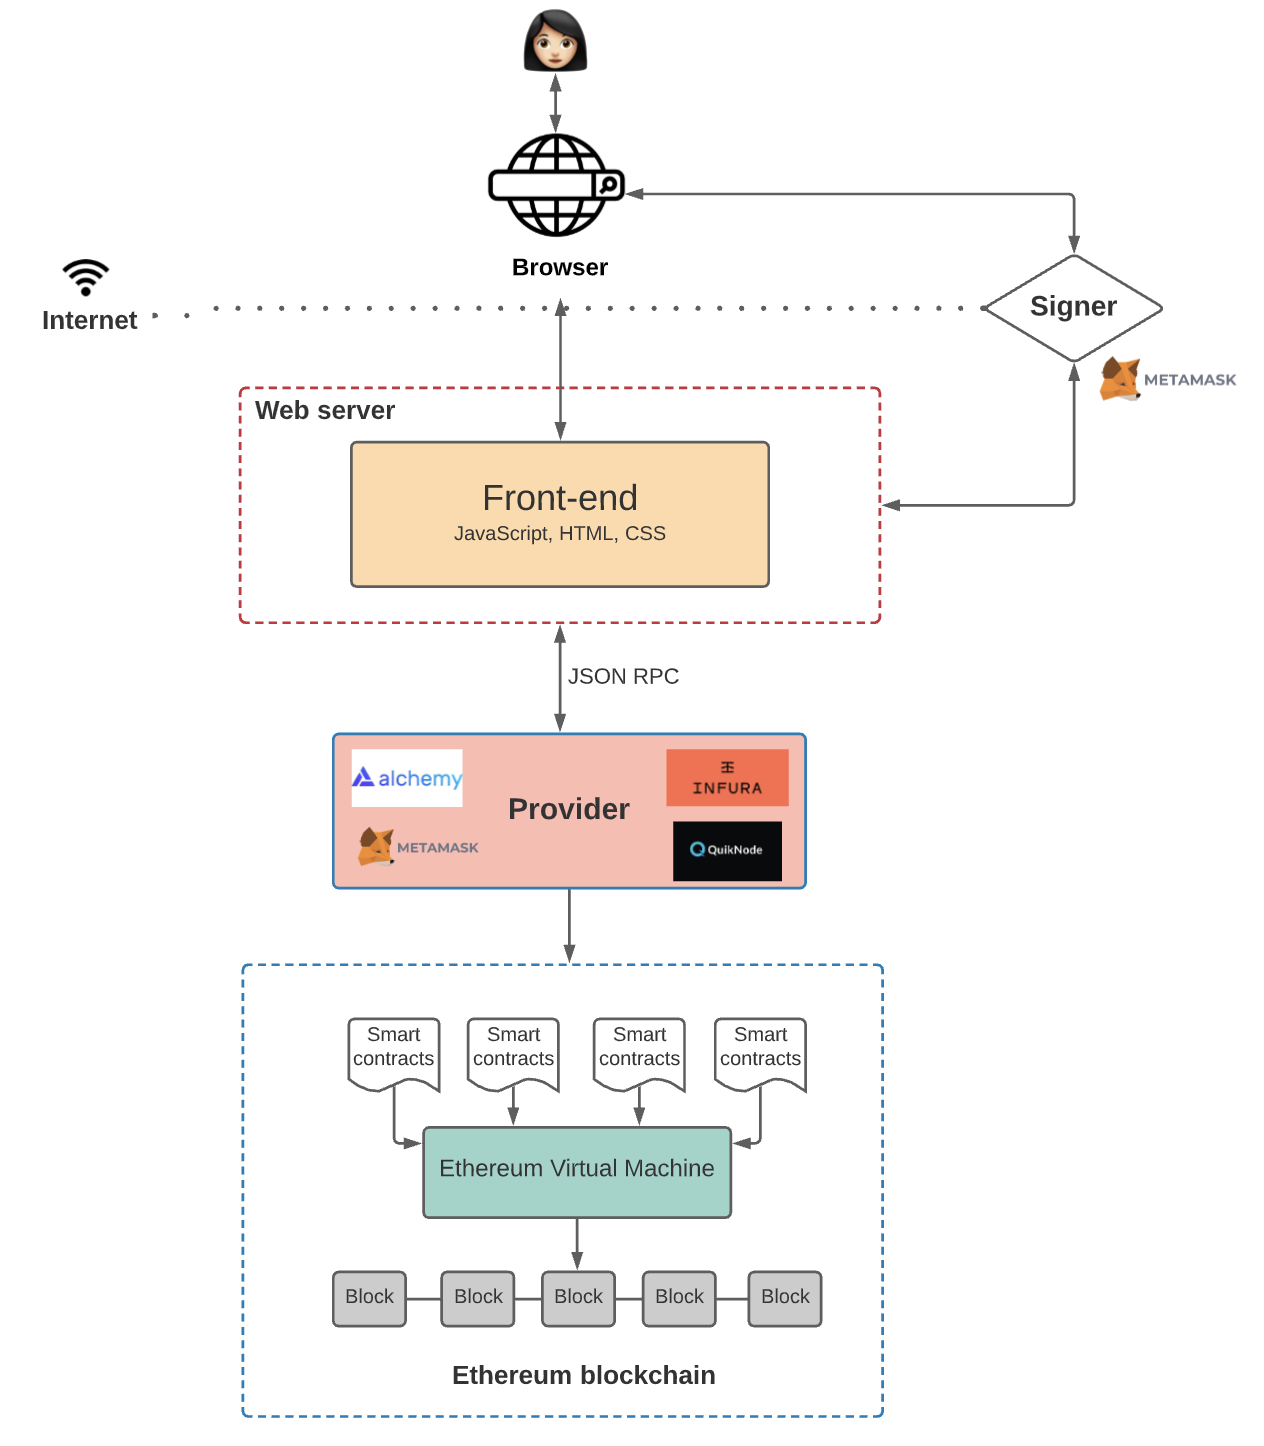 Browser
Internet
Signer
METAMASK
Web server
Front-end
JavaScript, HTML, CSS
JSON RPC
alchemy
INFURA
Provider
METAMASK
QuikNode
Smart
contracts
Smart
contracts
Smart
contracts
Smart
contracts
Ethereum Virtual Machine
Block
Block
Block
Block
Block
Ethereum blockchain